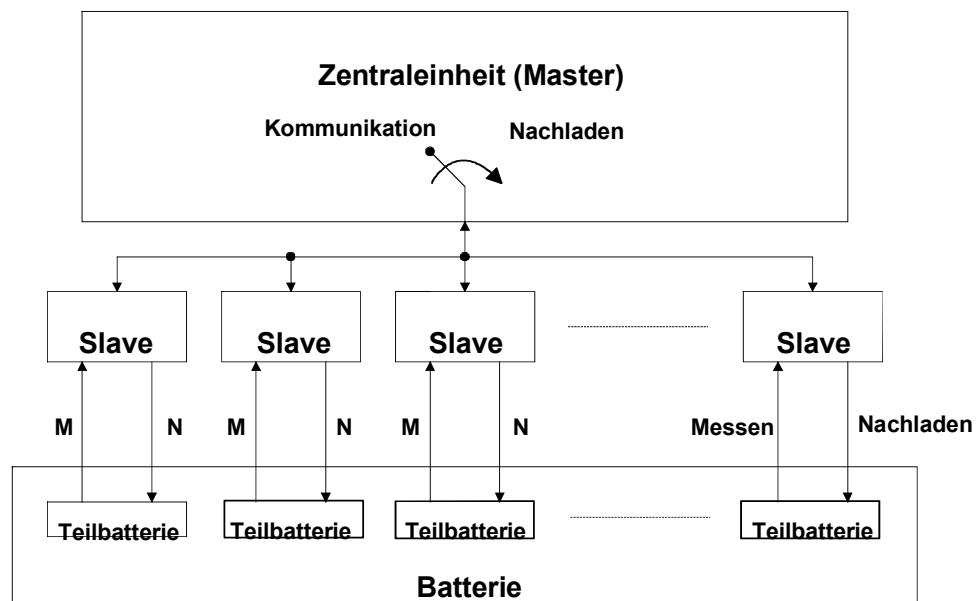 Zentraleinheit (Master)
Kommunikation Nachladen
Slave Slave Slave Slave
M N M N M N Messen Nachladen
Teilbatterie Teilbatterie Teilbatterie Teilbatterie
Batterie